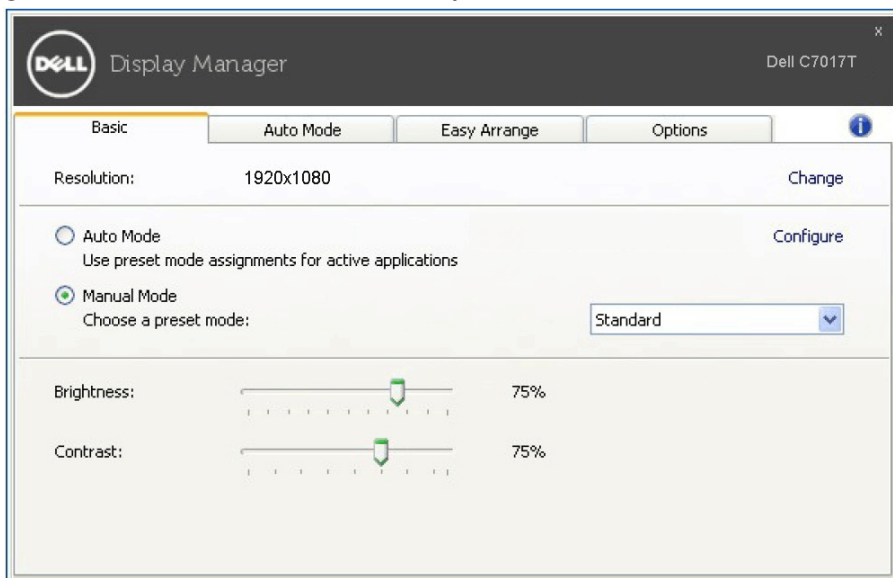 x
DELL Display Manager Dell C7017T
Basic Auto Mode Easy Arrange Options i
Resolution: 1920x1080 Change
Auto Mode Configure
Use preset mode assignments for active applications
Manual Mode
Choose a preset mode: Standard
Brightness: 75%
Contrast: 75%